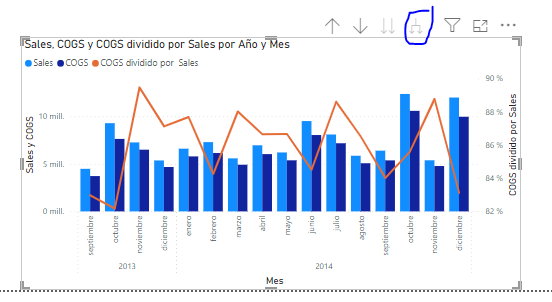 Sales, COGS y COGS dividido por Sales por Año y Mes
Sales COGS COGS dividido por Sales
90 %
88 %
86 %
84 %
82 %
10 mill.
5 mill.
0 mill.
Sales y COGS
COGS dividido por Sales
septiembre octubre noviembre diciembre enero febrero marzo abril mayo junio julio agosto septiembre octubre noviembre diciembre
2013 2014
Mes